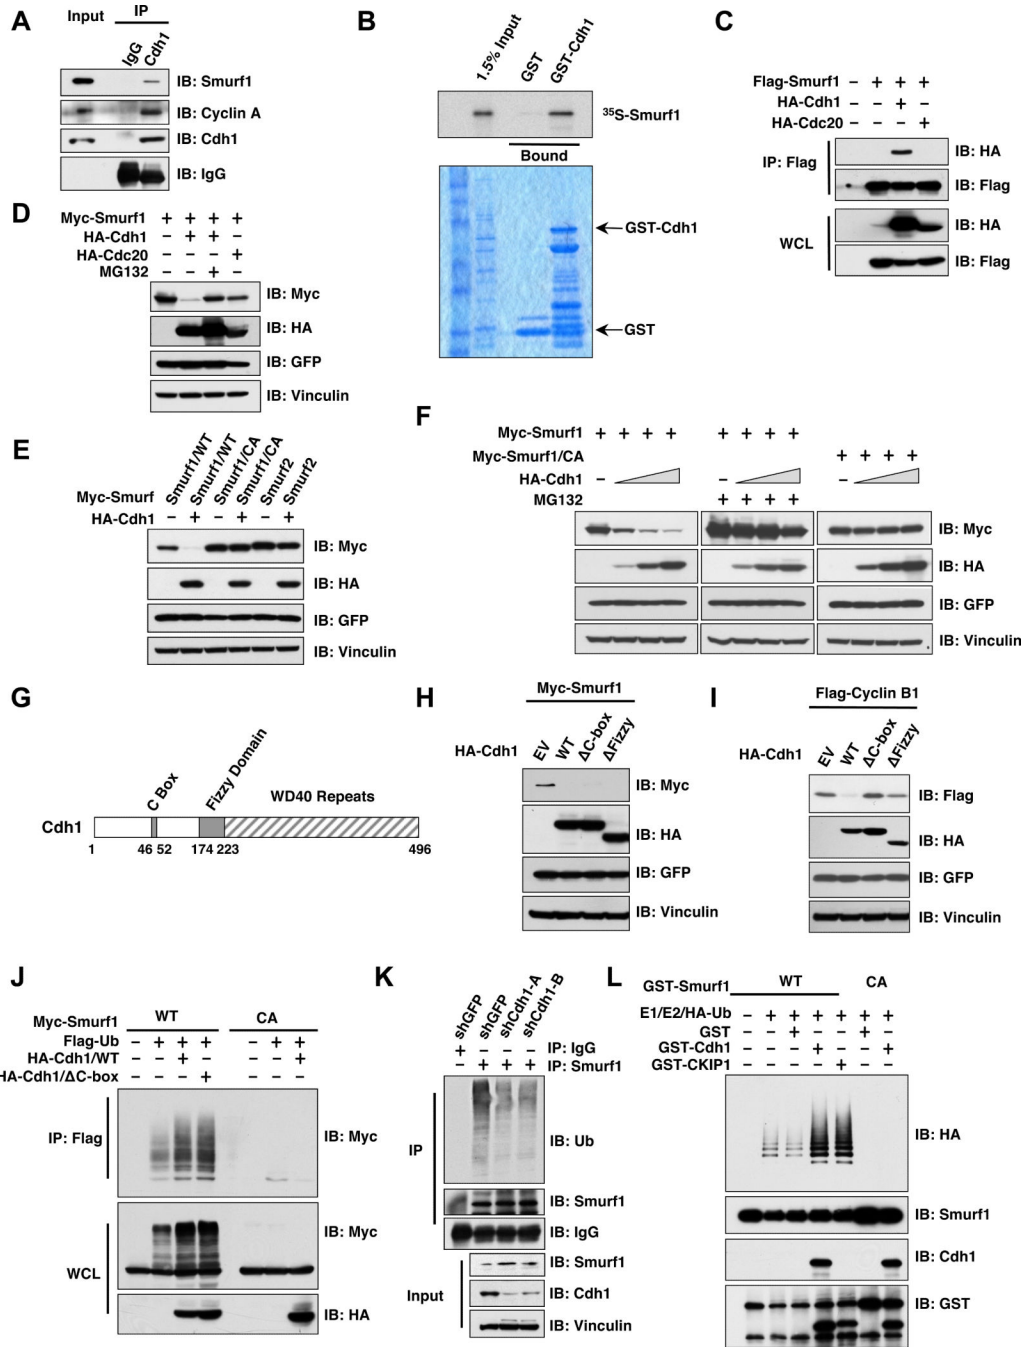 A
Input
IP
IgG
Cdh1
IB: Smurf1
IB: Cyclin A
IB: Cdh1
IB: IgG
B
1.5% Input
GST
GST-Cdh1
35S-Smurf1
Bound
GST-Cdh1
GST
C
Flag-Smurf1 – + + +
HA-Cdh1 – – + –
HA-Cdc20 – – – +
IP: Flag
IB: HA
IB: Flag
WCL
IB: HA
IB: Flag
D
Myc-Smurf1 + + + +
HA-Cdh1 + +
HA-Cdc20 +
MG132 +
IB: Myc
IB: HA
IB: GFP
IB: Vinculin
E
Myc-Smurf
Smurf1/WT
Smurf1/WT
Smurf1/CA
Smurf1/CA
Smurf2
Smurf2
HA-Cdh1 – + – + – +
IB: Myc
IB: HA
IB: GFP
IB: Vinculin
F
Myc-Smurf1 + + + + + + + +
Myc-Smurf1/CA + + + +
HA-Cdh1 – – –
MG132 + + + +
IB: Myc
IB: HA
IB: GFP
IB: Vinculin
G
C Box
Fizzy Domain
WD40 Repeats
Cdh1
1 46 52 174 223 496
H
Myc-Smurf1
HA-Cdh1
EV
WT
ΔC-box
ΔFizzy
IB: Myc
IB: HA
IB: GFP
IB: Vinculin
I
Flag-Cyclin B1
HA-Cdh1
EV
WT
ΔC-box
ΔFizzy
IB: Flag
IB: HA
IB: GFP
IB: Vinculin
J
Myc-Smurf1
WT
CA
Flag-Ub – + + + – + +
HA-Cdh1/WT – – + – – – +
HA-Cdh1/ΔC-box – – – +
IP: Flag
IB: Myc
WCL
IB: Myc
IB: HA
K
shGFP
shGFP
shCdh1-A
shCdh1-B
+ IP: IgG
+ + + IP: Smurf1
IP
IB: Ub
IB: Smurf1
IB: IgG
Input
IB: Smurf1
IB: Cdh1
IB: Vinculin
L
GST-Smurf1
WT
CA
E1/E2/HA-Ub – + + + + + +
GST – – + – – + –
GST-Cdh1 – – – + – – +
GST-CKIP1 – – – – + – –
IB: HA
IB: Smurf1
IB: Cdh1
IB: GST